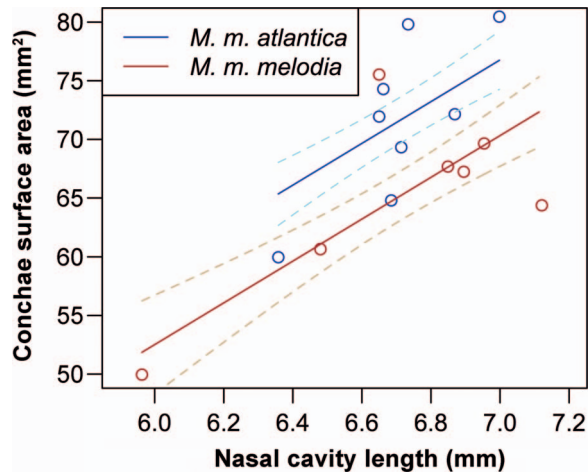 M. m. atlantica
M. m. melodia
Conchae surface area (mm²)
80
75
70
65
60
55
50
6.0 6.2 6.4 6.6 6.8 7.0 7.2
Nasal cavity length (mm)